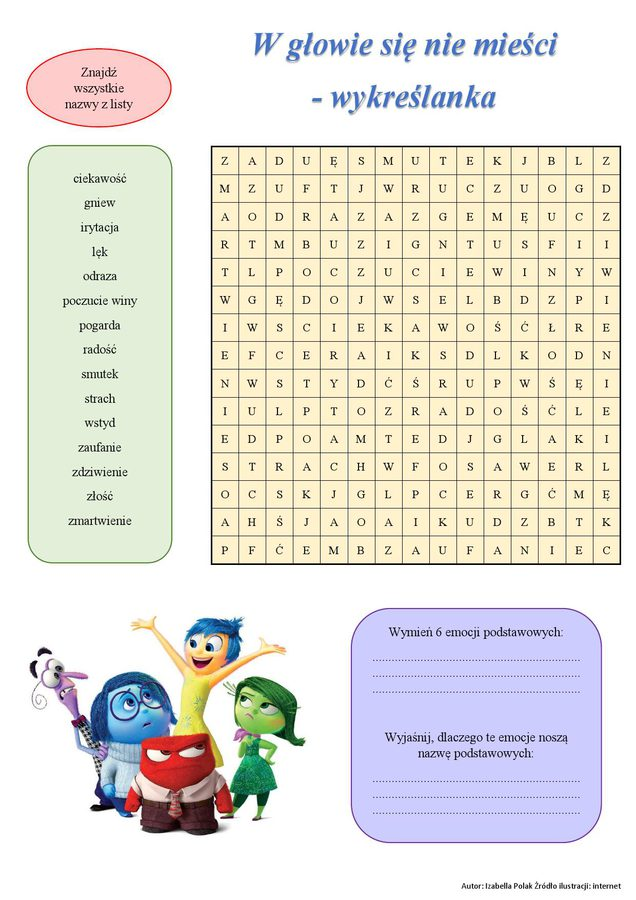 W głowie się nie mieści
- wykreślanka
Znajdź
wszystkie
nazwy z listy
ciekawość
gniew
irytacja
lęk
odraza
poczucie winy
pogarda
radość
smutek
strach
wstyd
zaufanie
zdziwienie
złość
zmartwienie
Z A D U Ę S M U T E K J B L Z
M Z U F T J W R U C Z U O G D
A O D R A Z A Z G E M Ę U C Z
R T M B U Z I G N T U S F I I
T L P O C Z U C I E W I N Y W
W G Ę D O J W S E L B D Z P I
I W S C I E K A W O Ś Ć Ł R E
E F C E R A I K S D L K O D N
N W S T Y D Ć Ś R U P W Ś Ę I
I U L P T O Z R A D O Ś Ć L E
E D P O A M T E D J G L A K I
S T R A C H W F O S A W E R L
O C S K J G L P C E R G Ć M Ę
A H Ś J A O A I K U D Z B T K
P F Ć E M B Z A U F A N I E C
Wymień 6 emocji podstawowych:
Wyjaśnij, dlaczego te emocje noszą
nazwę podstawowych:
Autor: Izabella Polak Źródło ilustracji: internet